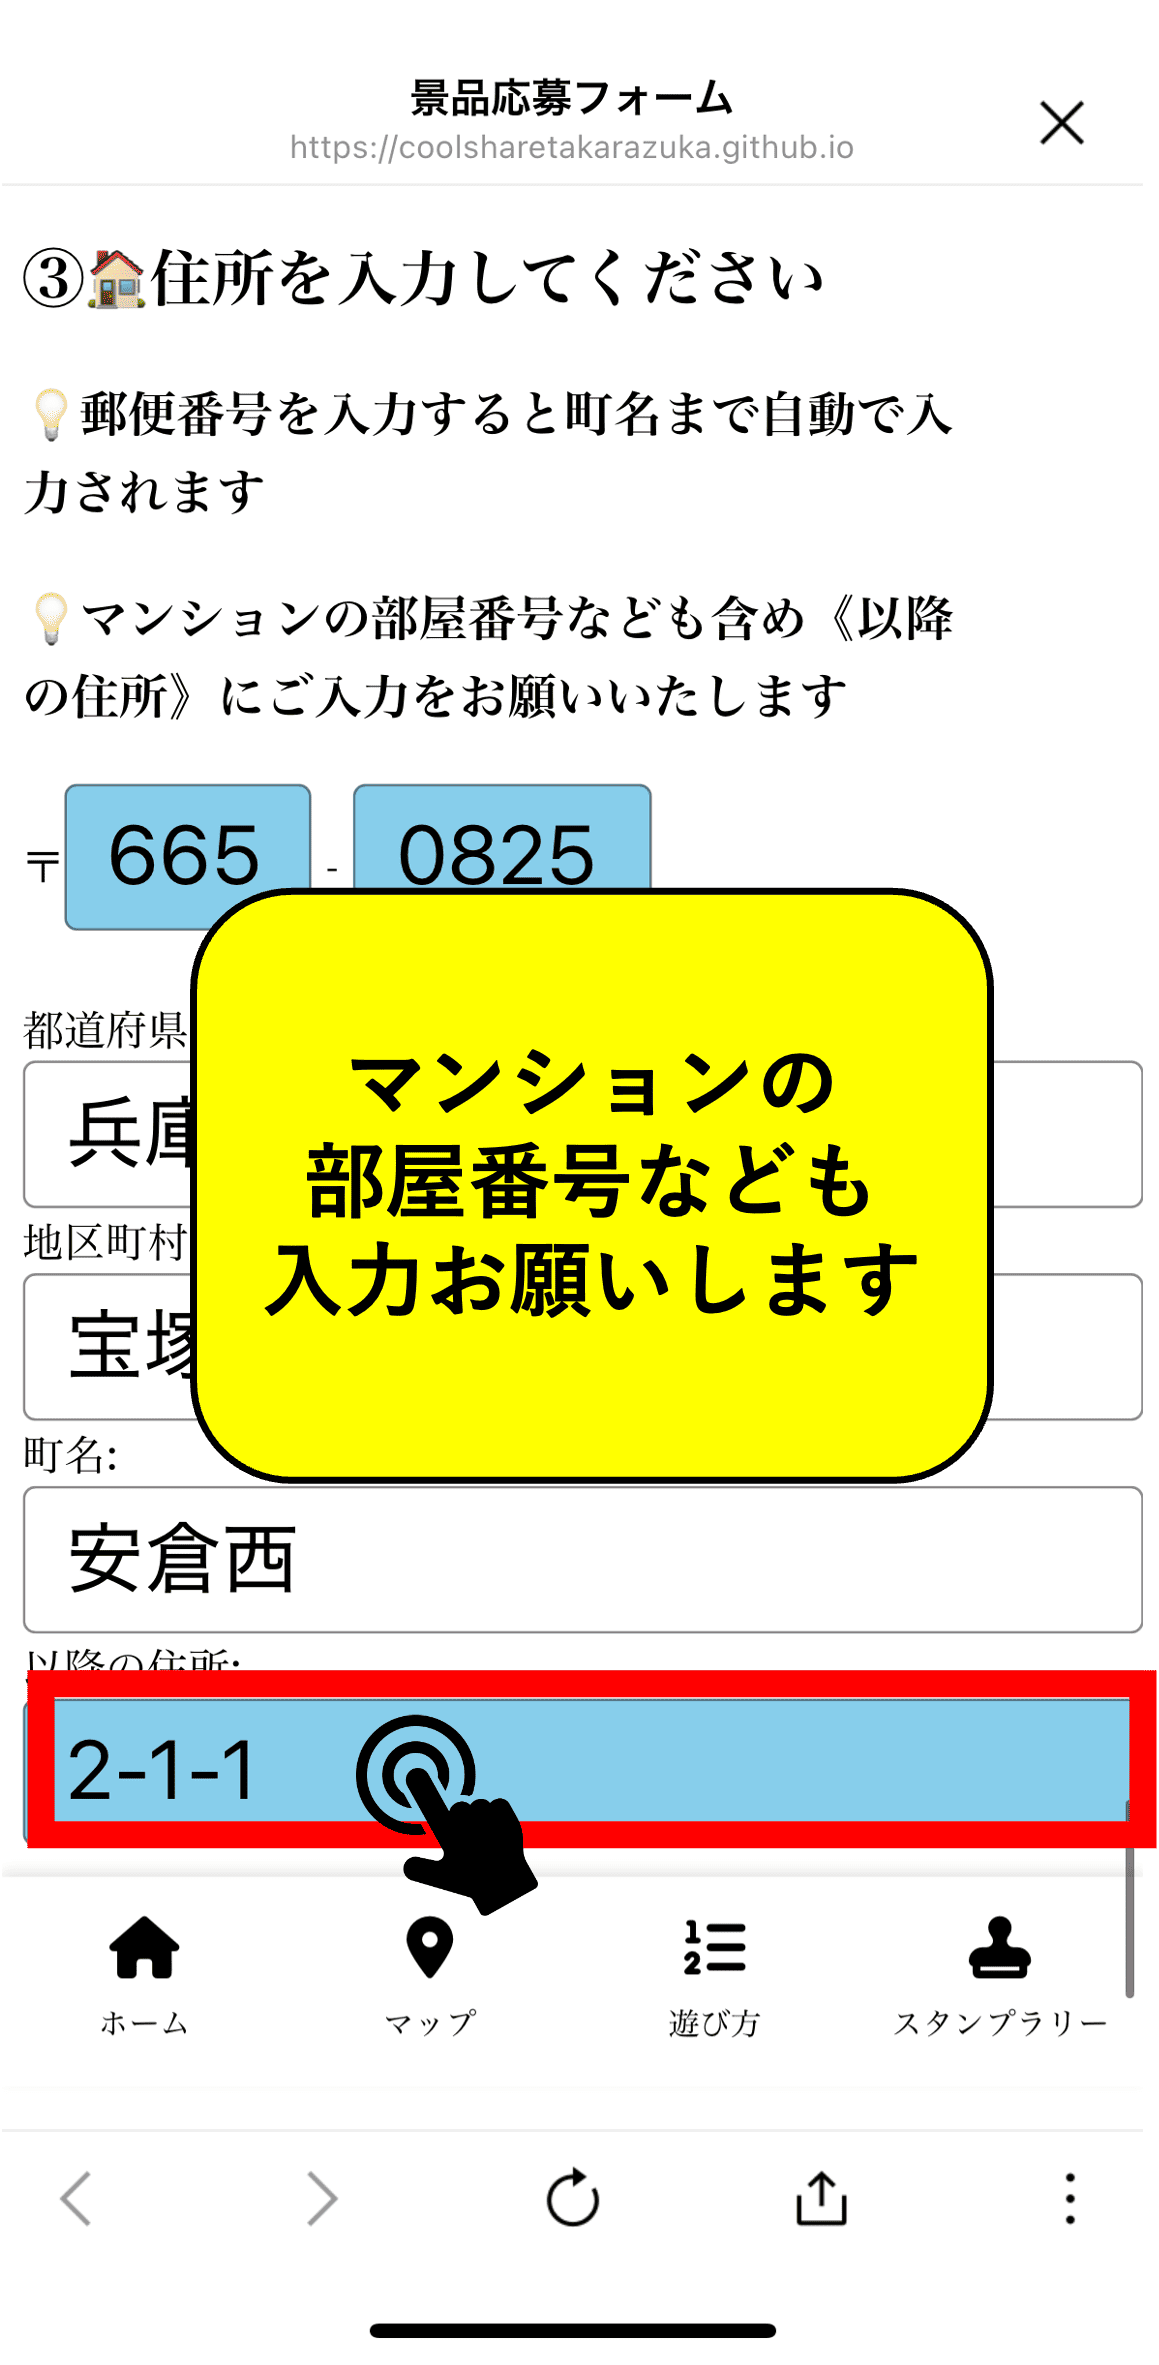 景品応募フォーム
https://coolsharetakarazuka.github.io
③🏠住所を入力してください
💡郵便番号を入力すると町名まで自動で入
力されます
💡マンションの部屋番号なども含め《以降
の住所》にご入力をお願いいたします
〒 665 - 0825
都道府県
兵庫
マンションの
部屋番号なども
入力お願いします
地区町村
宝塚
町名:
安倉西
以降の住所:
2-1-1
ホーム
マップ
遊び方
スタンプラリー